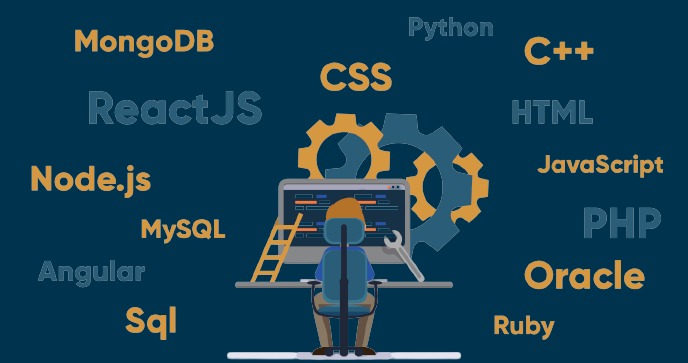 Python
MongoDB
C++
CSS
ReactJS
HTML
JavaScript
Node.js
MySQL
PHP
Angular
Oracle
Sql
Ruby